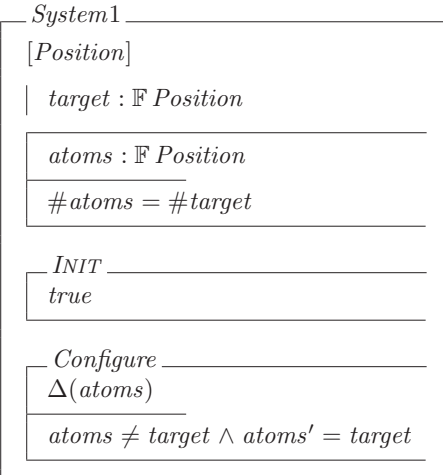 System1
[Position]
target : 𝔽 Position
atoms : 𝔽 Position
#atoms = #target
INIT
true
Configure
Δ(atoms)
atoms ≠ target ∧ atoms′ = target